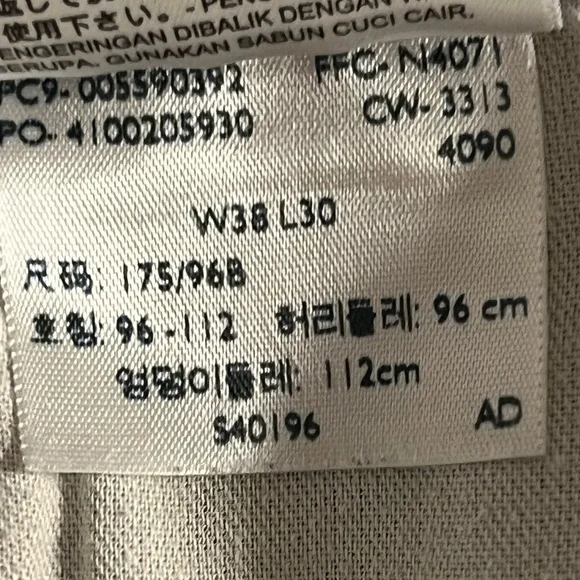 使用下さい。
ENGERINGAN DIBALIK DENGAN
ERUPA. GUNAKAN SABUN CUCI CAIR.
PC9- 005590392
FFC- N4071
PO- 4100205930
CW- 3313
4090
W38 L30
尺码: 175/96B
호칭: 96 -112 허리둘레: 96 cm
엉덩이둘레: 112cm
S40196
AD